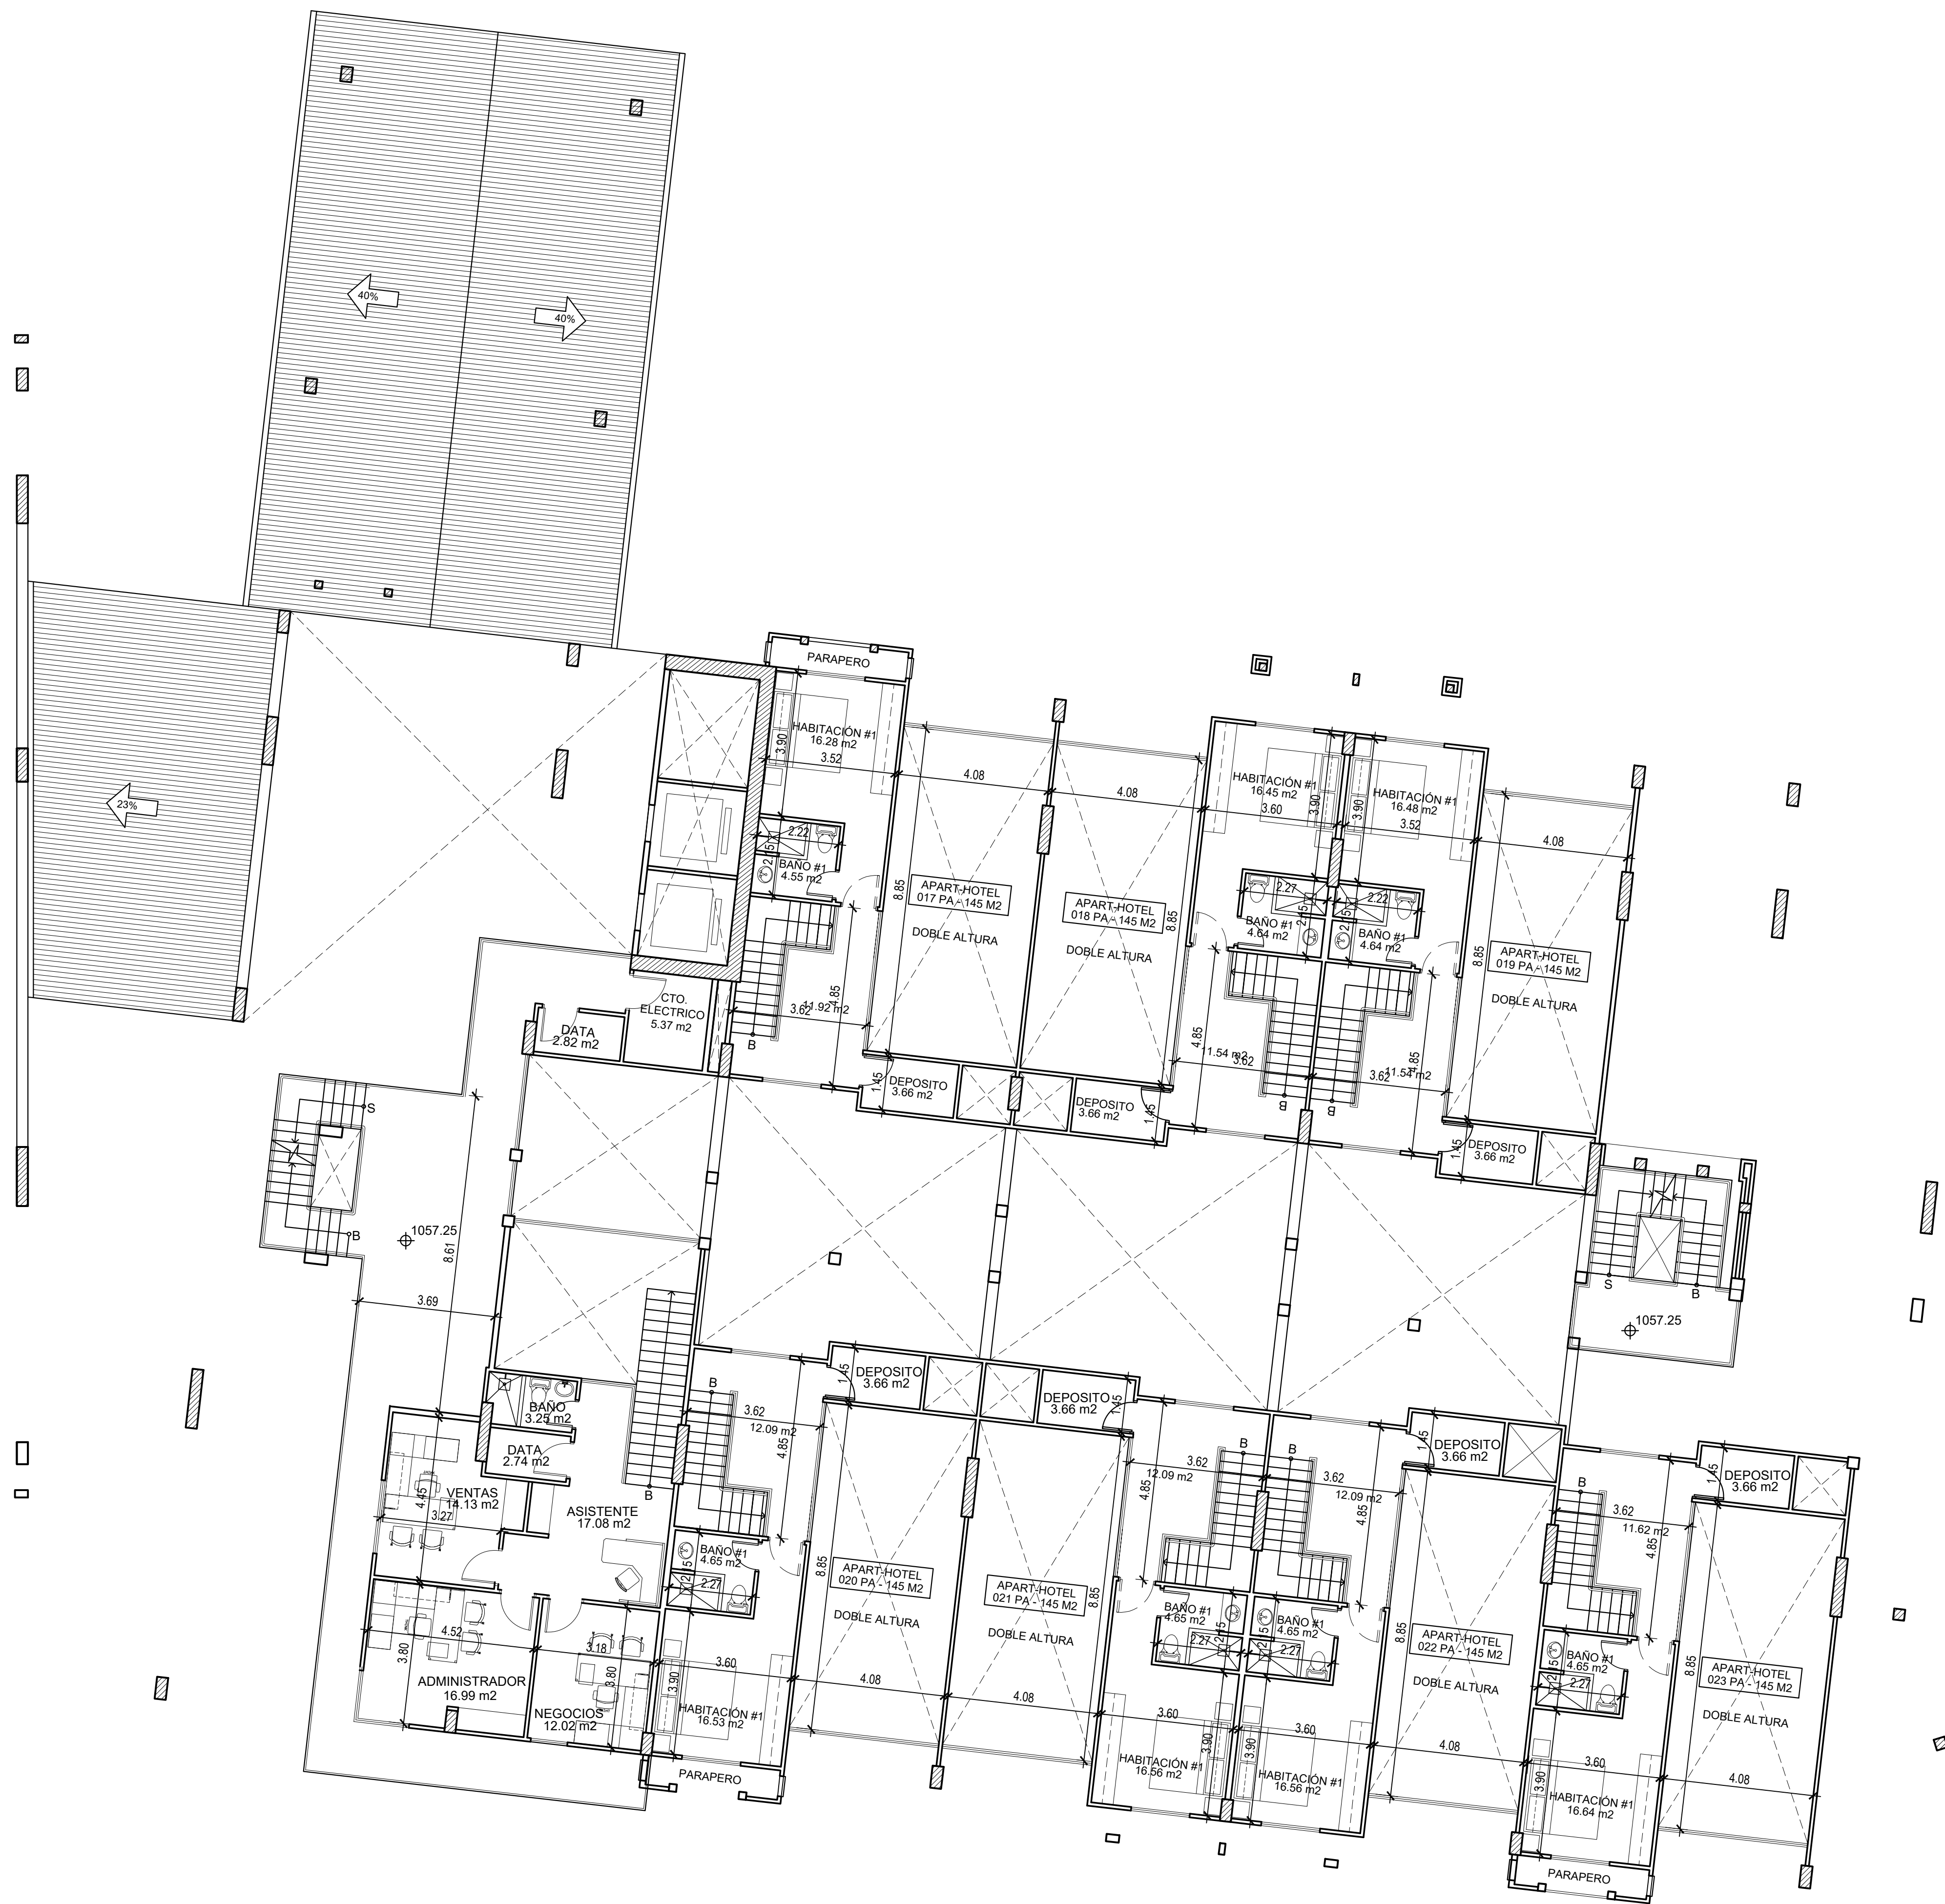 40%
40%
23%
PARAPERO
HABITACIÓN #1
16.28 m2
3.90
3.52
4.08
4.08
2.22
2.15
BAÑO #1
4.55 m2
8.85
APART-HOTEL
017 PA - 145 M2
DOBLE ALTURA
APART-HOTEL
018 PA - 145 M2
8.85
DOBLE ALTURA
HABITACIÓN #1
16.45 m2
3.60
3.90
HABITACIÓN #1
16.48 m2
3.90
3.52
4.08
2.27
2.15
BAÑO #1
4.64 m2
2.22
2.15
BAÑO #1
4.64 m2
8.85
APART-HOTEL
019 PA - 145 M2
DOBLE ALTURA
CTO.
ELECTRICO
5.37 m2
DATA
2.82 m2
11.92 m2
3.62
4.85
B
4.85
11.54 m2
3.62
B
3.62
11.54 m2
4.85
B
DEPOSITO
3.66 m2
1.45
DEPOSITO
3.66 m2
1.45
DEPOSITO
3.66 m2
1.45
S
B
1057.25
8.61
3.69
S
B
1057.25
DEPOSITO
3.66 m2
1.45
DEPOSITO
3.66 m2
1.45
DEPOSITO
3.66 m2
1.45
DEPOSITO
3.66 m2
1.45
BAÑO
3.25 m2
DATA
2.74 m2
VENTAS
14.13 m2
4.45
3.27
ASISTENTE
17.08 m2
B
B
3.62
12.09 m2
4.85
3.62
12.09 m2
4.85
B
B
3.62
12.09 m2
4.85
B
3.62
11.62 m2
4.85
BAÑO #1
4.65 m2
2.15
2.27
8.85
APART-HOTEL
020 PA - 145 M2
DOBLE ALTURA
APART-HOTEL
021 PA - 145 M2
8.85
DOBLE ALTURA
BAÑO #1
4.65 m2
2.15
2.27
BAÑO #1
4.65 m2
2.15
2.27
8.85
APART-HOTEL
022 PA - 145 M2
DOBLE ALTURA
BAÑO #1
4.65 m2
2.15
2.27
8.85
APART-HOTEL
023 PA - 145 M2
DOBLE ALTURA
4.52
3.80
ADMINISTRADOR
16.99 m2
3.18
3.80
NEGOCIOS
12.02 m2
3.60
3.90
HABITACIÓN #1
16.53 m2
PARAPERO
4.08
4.08
3.60
3.90
HABITACIÓN #1
16.56 m2
3.60
3.90
HABITACIÓN #1
16.56 m2
4.08
3.60
3.90
HABITACIÓN #1
16.64 m2
4.08
PARAPERO